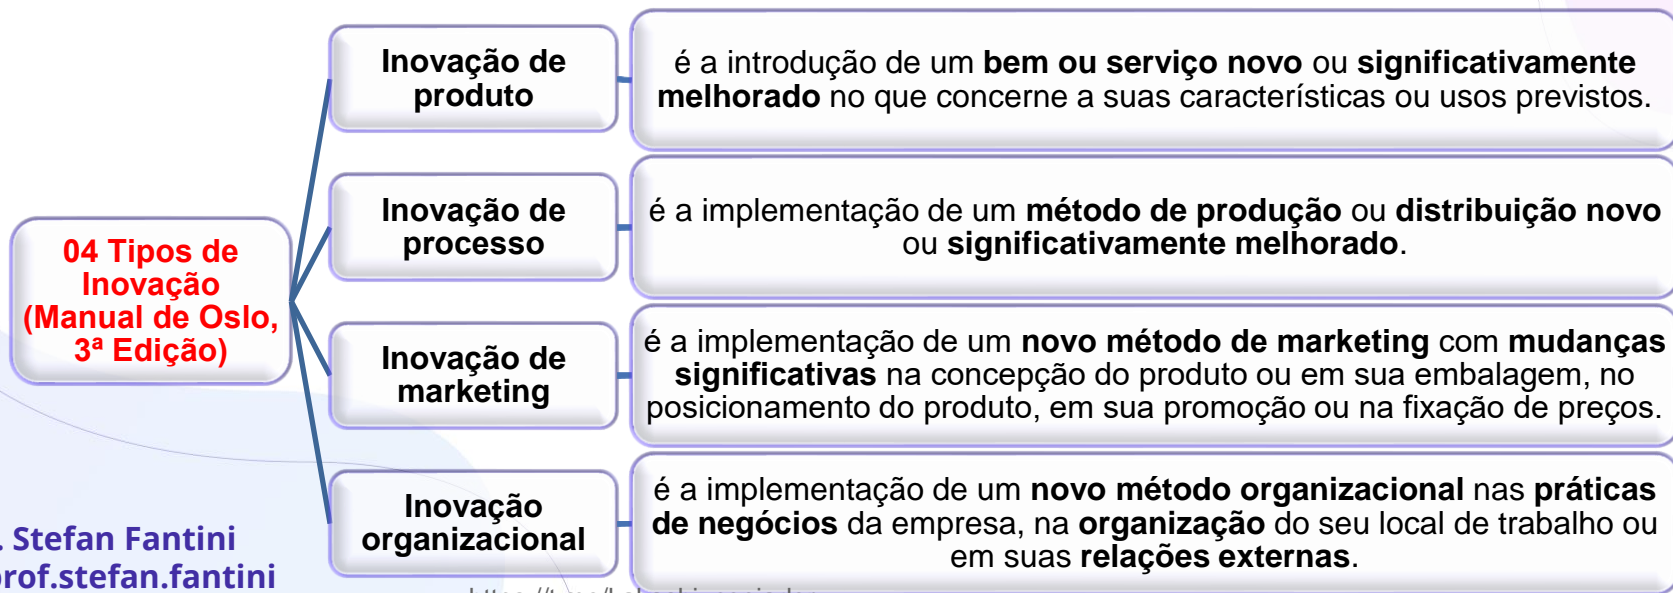 Inovação de
produto
é a introdução de um bem ou serviço novo ou significativamente
melhorado no que concerne a suas características ou usos previstos.
Inovação de
processo
é a implementação de um método de produção ou distribuição novo
ou significativamente melhorado.
04 Tipos de
Inovação
(Manual de Oslo,
3ª Edição)
Inovação de
marketing
é a implementação de um novo método de marketing com mudanças
significativas na concepção do produto ou em sua embalagem, no
posicionamento do produto, em sua promoção ou na fixação de preços.
Inovação
organizacional
é a implementação de um novo método organizacional nas práticas
de negócios da empresa, na organização do seu local de trabalho ou
em suas relações externas.
. Stefan Fantini
prof.stefan.fantini